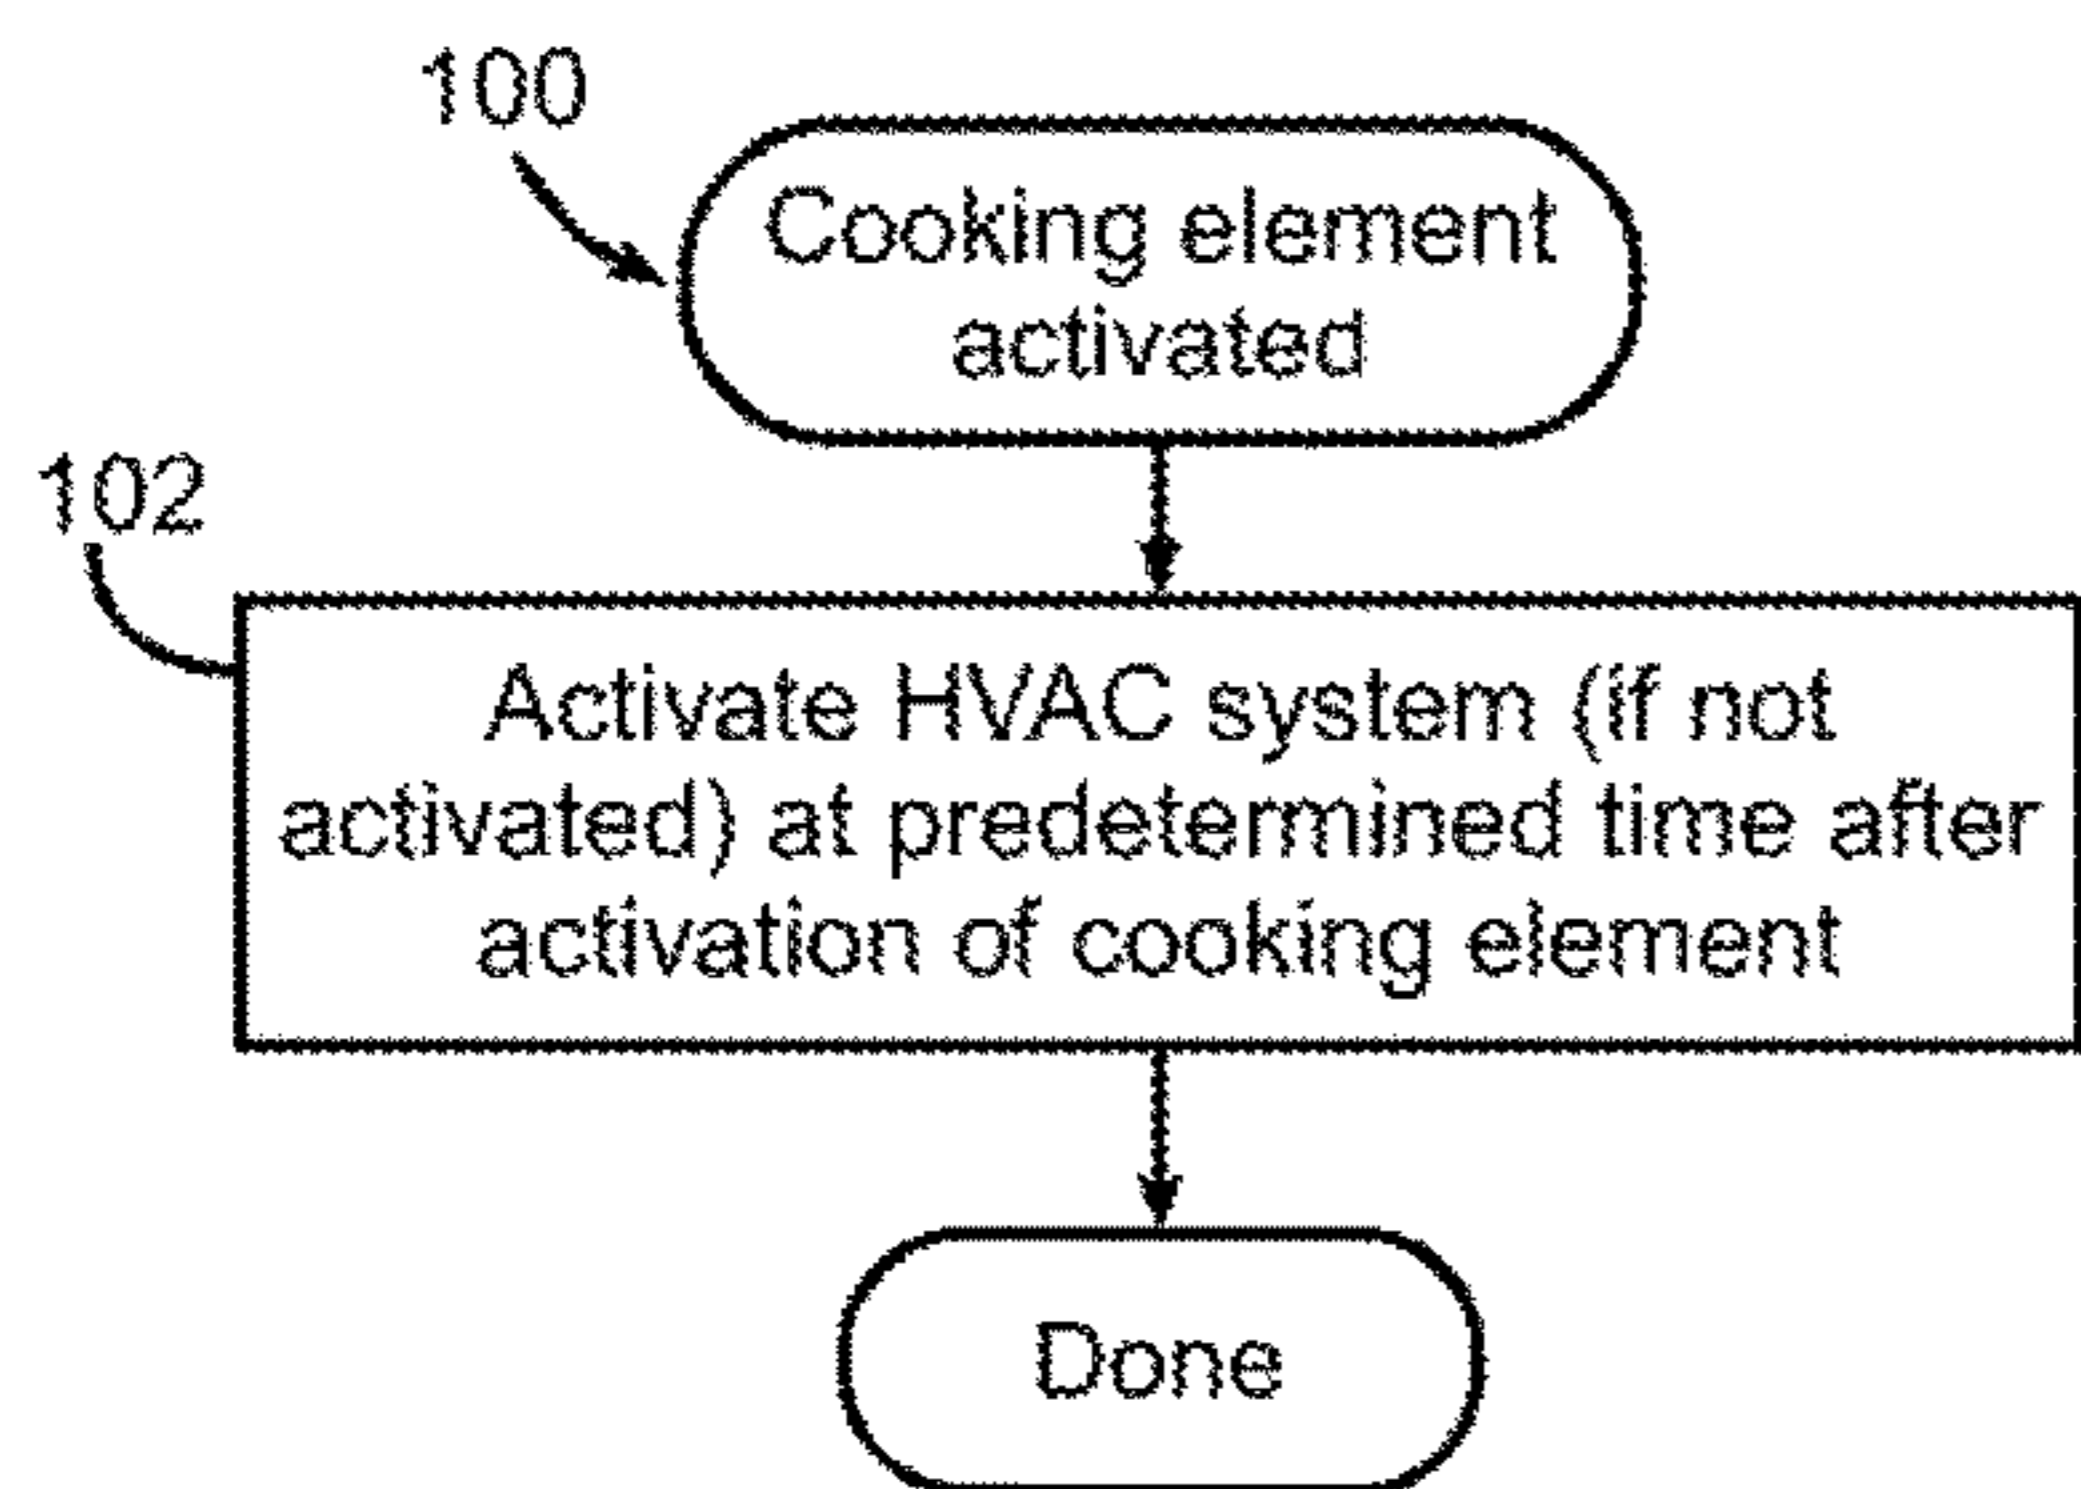 100
Cooking element
activated
102
Activate HVAC system (if not
activated) at predetermined time after
activation of cooking element
Done